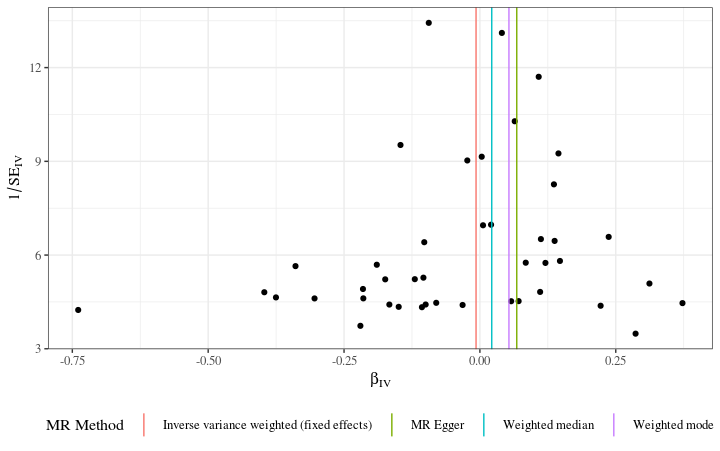 1/SE_IV
12
9
6
3
-0.75 -0.50 -0.25 0.00 0.25
β_IV
MR Method Inverse variance weighted (fixed effects) MR Egger Weighted median Weighted mode